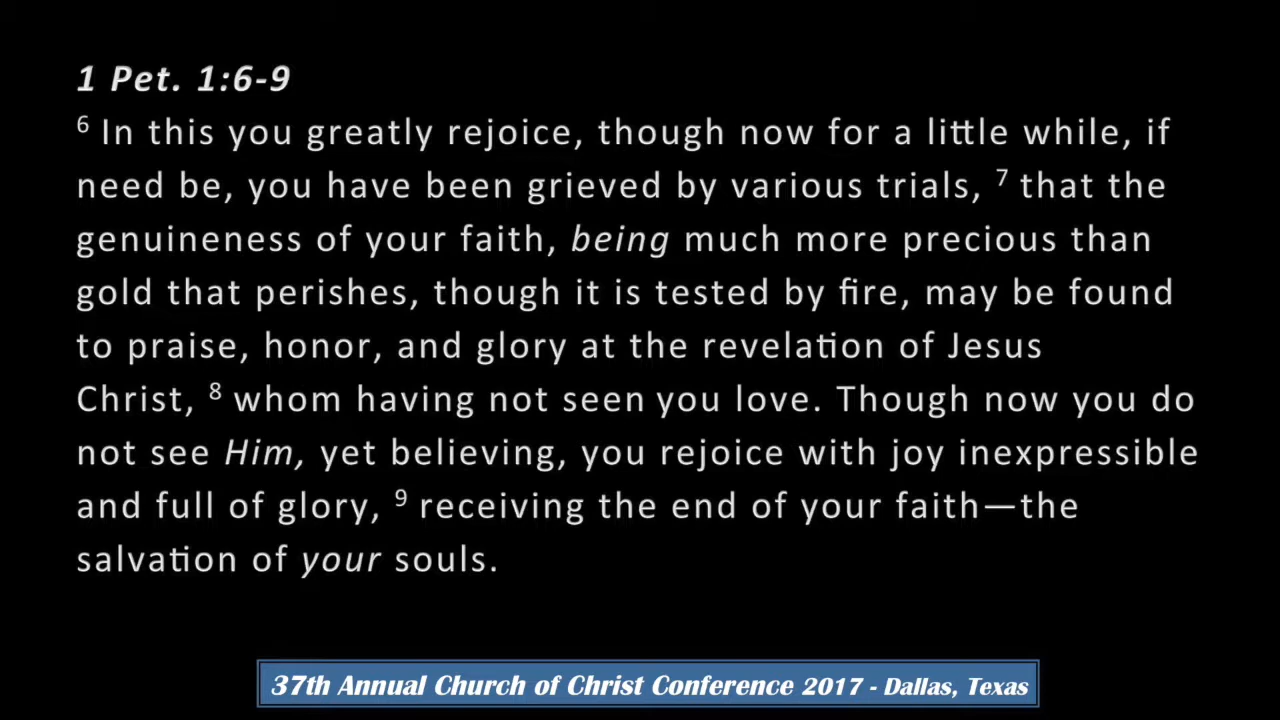 1 Pet. 1:6-9
6 In this you greatly rejoice, though now for a little while, if
need be, you have been grieved by various trials, 7 that the
genuineness of your faith, being much more precious than
gold that perishes, though it is tested by fire, may be found
to praise, honor, and glory at the revelation of Jesus
Christ, 8 whom having not seen you love. Though now you do
not see Him, yet believing, you rejoice with joy inexpressible
and full of glory, 9 receiving the end of your faith—the
salvation of your souls.
37th Annual Church of Christ Conference 2017 - Dallas, Texas